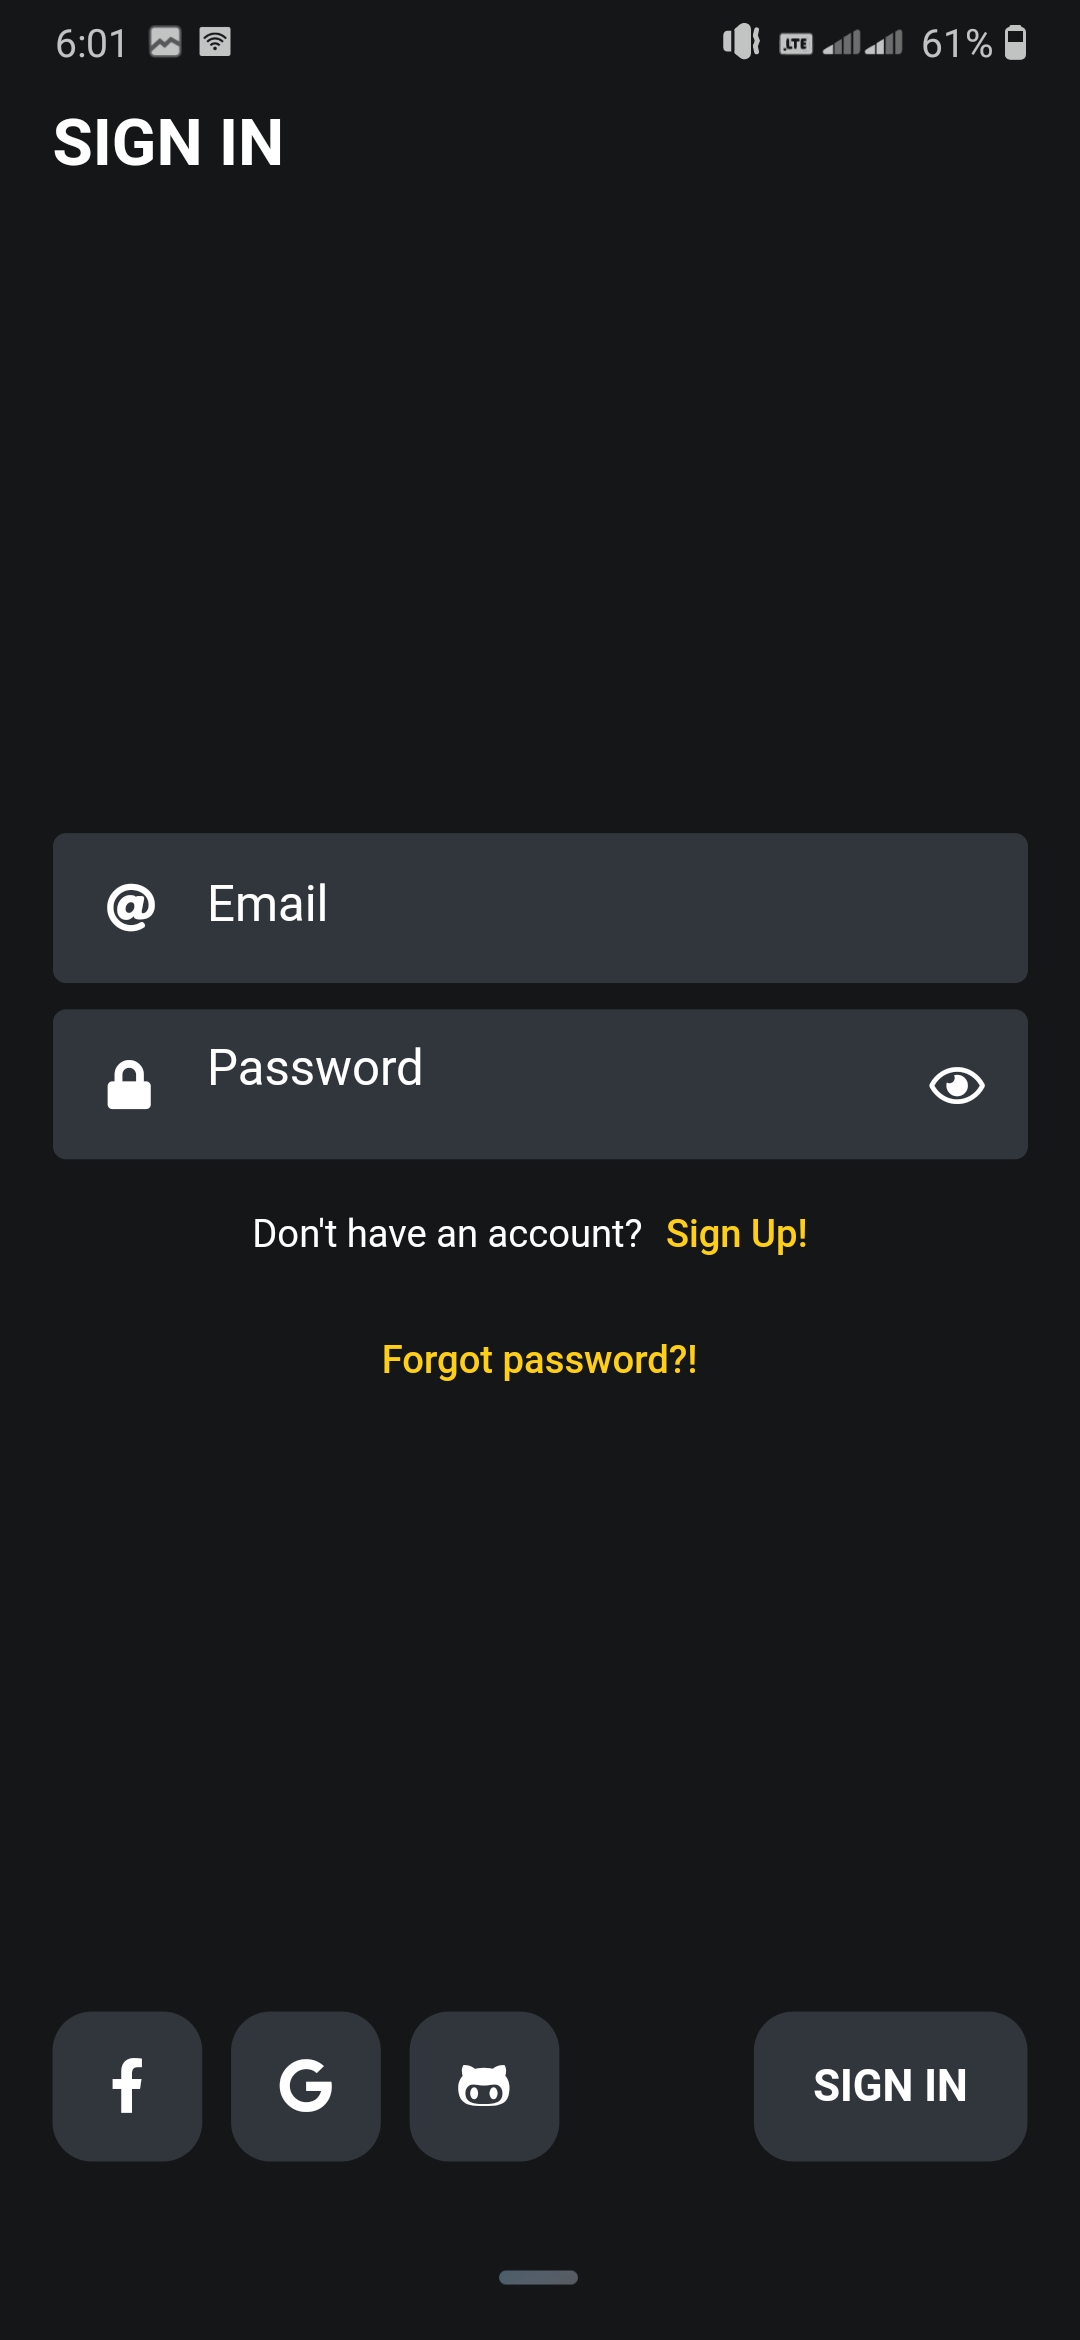 6:01 LTE 61%
SIGN IN
@ Email
Password
Don't have an account? Sign Up!
Forgot password?!
f G SIGN IN